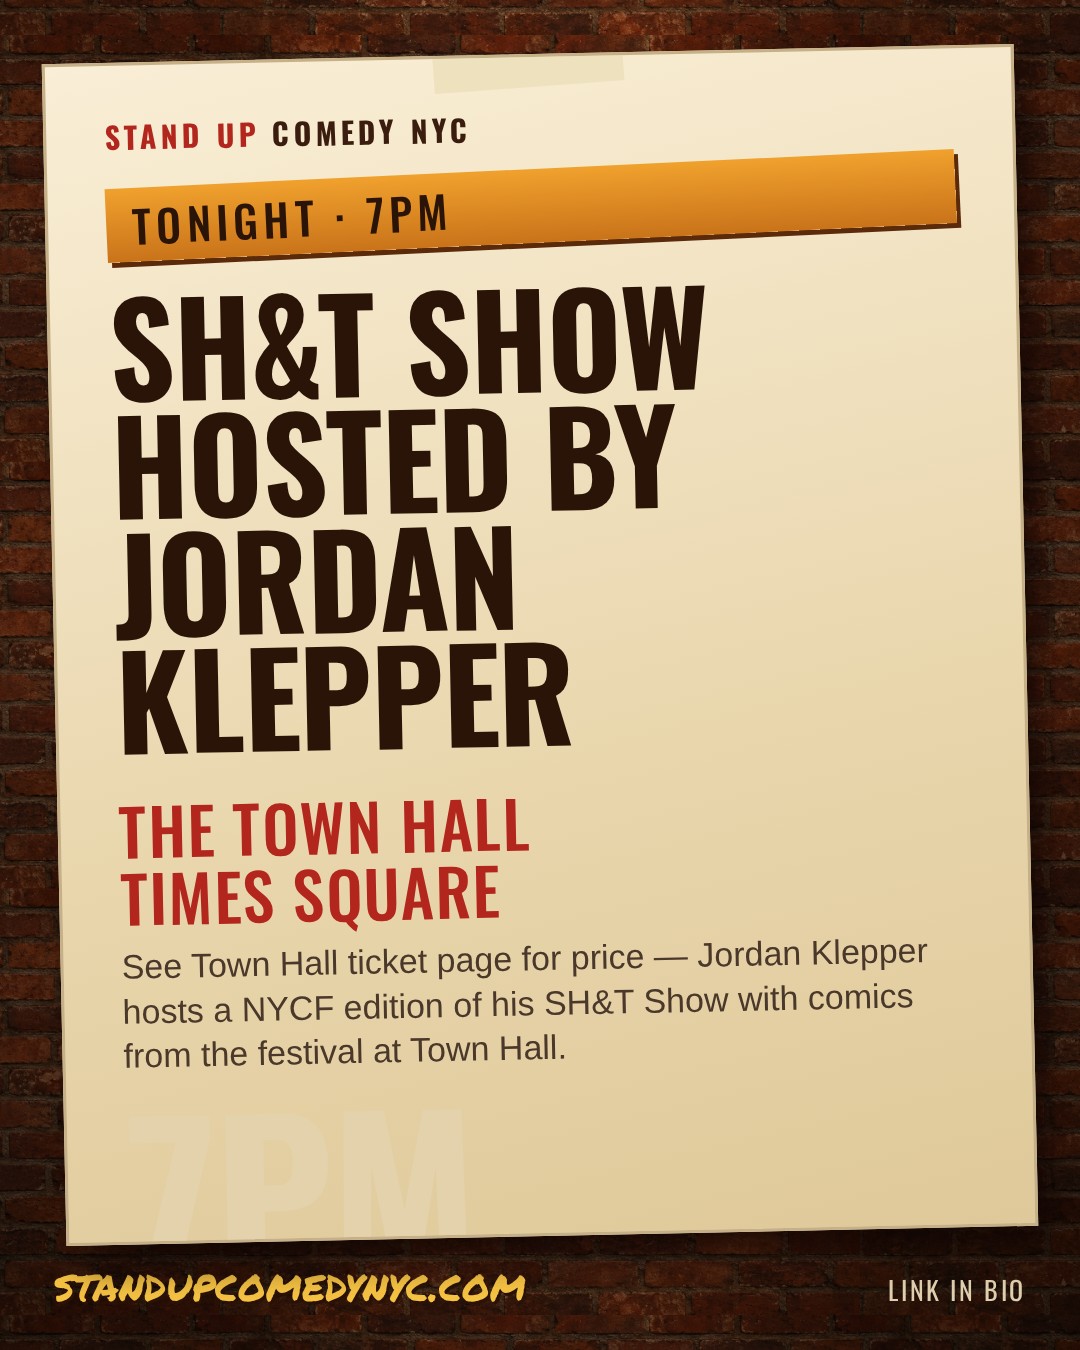 STAND UP COMEDY NYC
TONIGHT · 7PM
SH&T SHOW
HOSTED BY
JORDAN
KLEPPER
THE TOWN HALL
TIMES SQUARE
See Town Hall ticket page for price — Jordan Klepper
hosts a NYCF edition of his SH&T Show with comics
from the festival at Town Hall.
7PM
STANDUPCOMEDYNYC.COM
LINK IN BIO